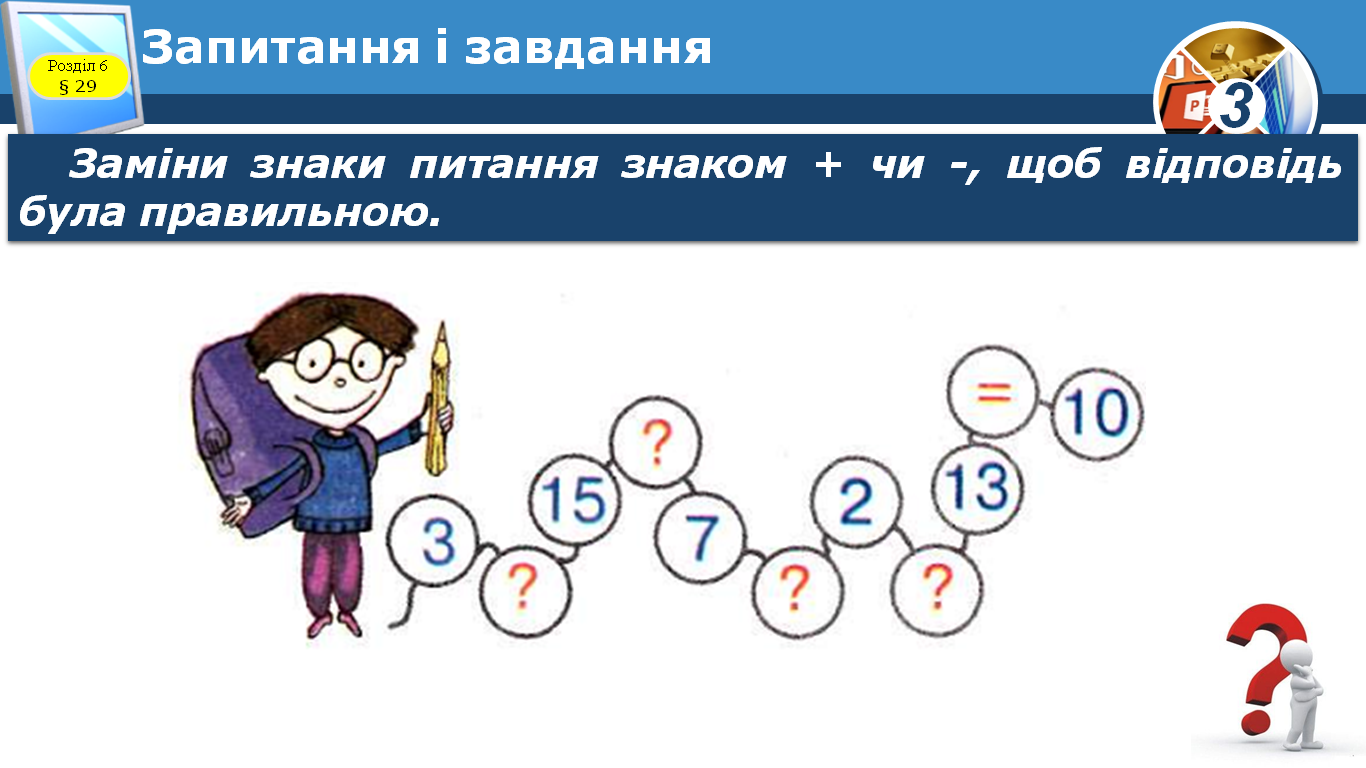 Запитання і завдання
Розділ 6
§ 29
3
Заміни знаки питання знаком + чи -, щоб відповідь
була правильною.
3 ? 15 ? 7 ? 2 ? 13 = 10